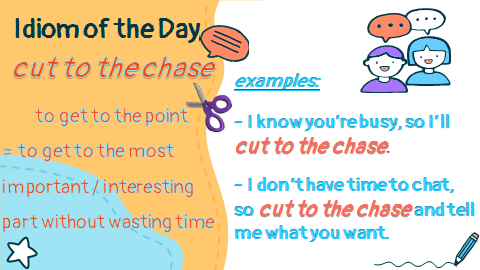 Idiom of the Day
cut to the chase
to get to the point
= to get to the most
important / interesting
part without wasting time
examples:
- I know you're busy, so I'll
cut to the chase.
- I don't have time to chat,
so cut to the chase and tell
me what you want.